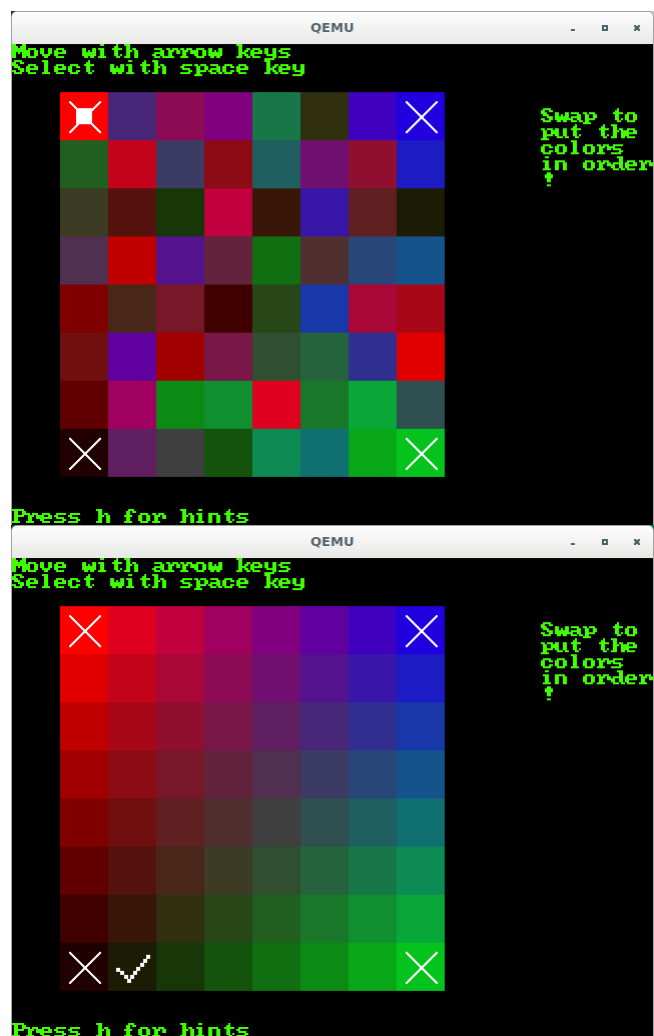 QEMU
Move with arrow keys
Select with space key
Swap to
put the
colors
in order
!
Press h for hints
QEMU
Move with arrow keys
Select with space key
Swap to
put the
colors
in order
!
Press h for hints